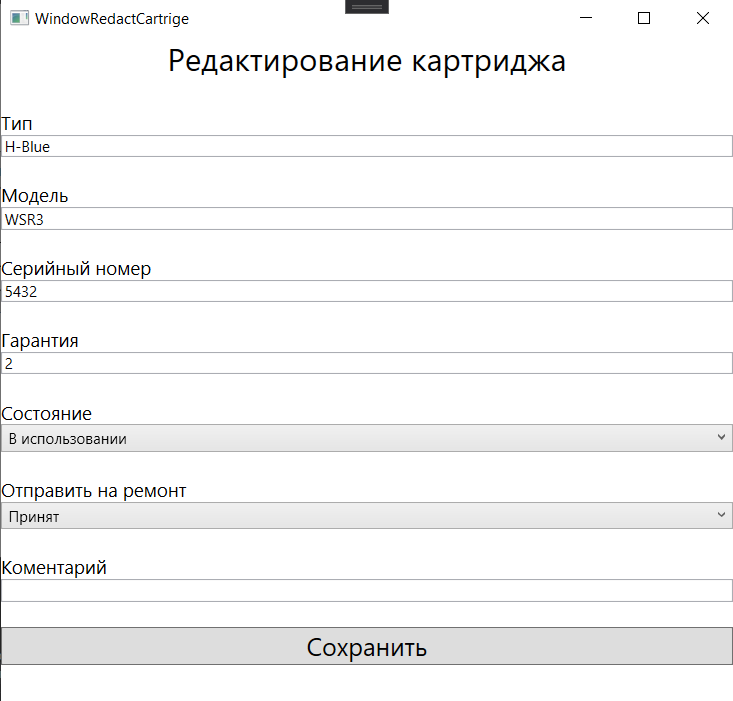 WindowRedactCartrige
Редактирование картриджа
Тип
H-Blue
Модель
WSR3
Серийный номер
5432
Гарантия
2
Состояние
В использовании
Отправить на ремонт
Принят
Коментарий
Сохранить